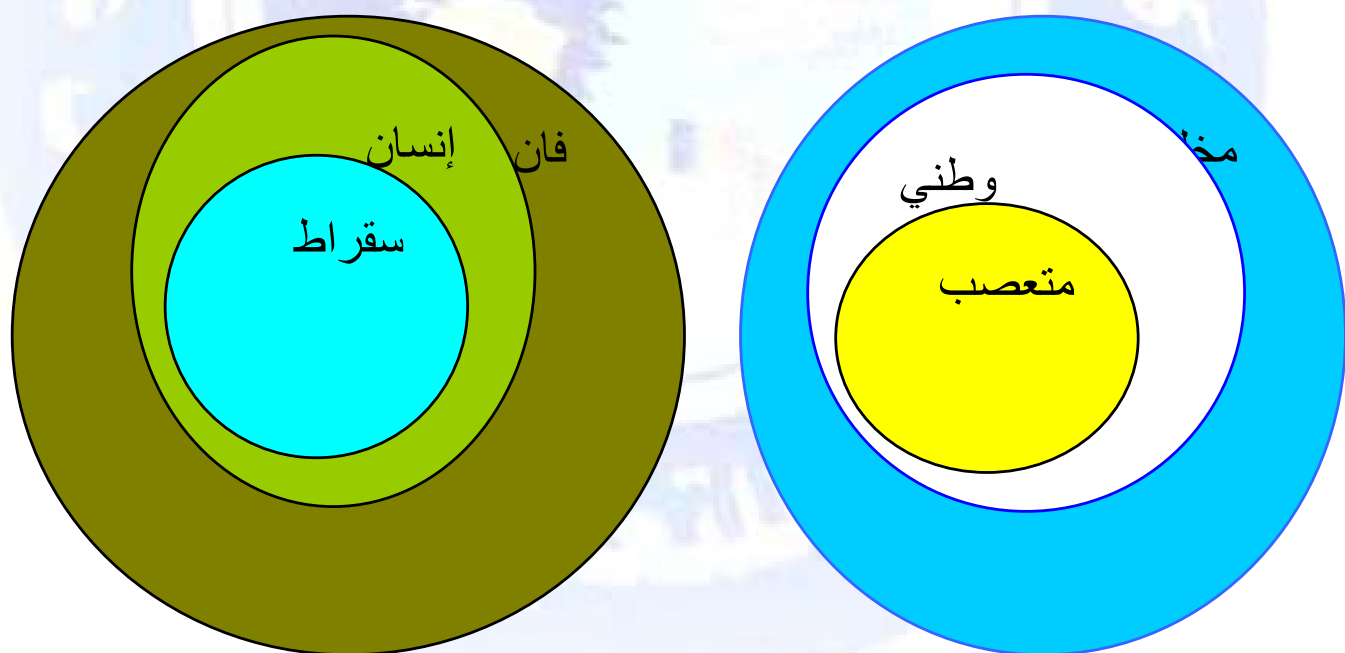 فان
إنسان
سقراط
وطني
متعصب